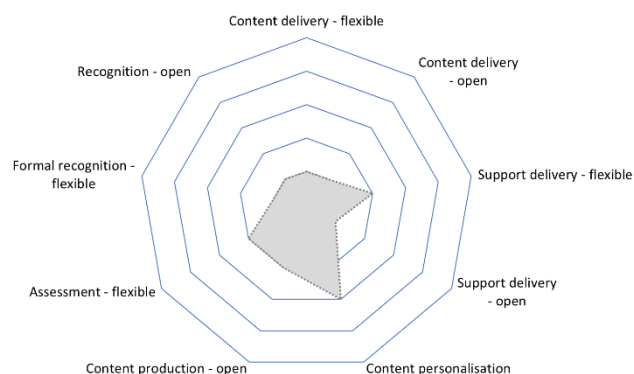 Content delivery - flexible
Content delivery
- open
Recognition - open
Formal recognition -
flexible
Support delivery - flexible
Support delivery
- open
Assessment - flexible
Content production - open
Content personalisation